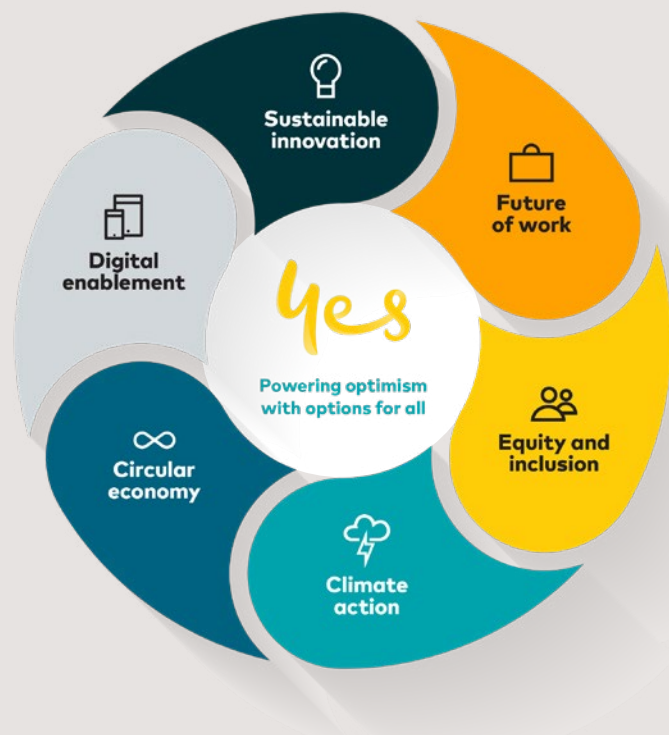 Sustainable
innovation
Future
of work
Equity and
inclusion
Climate
action
Circular
economy
Digital
enablement
yes
Powering optimism
with options for all